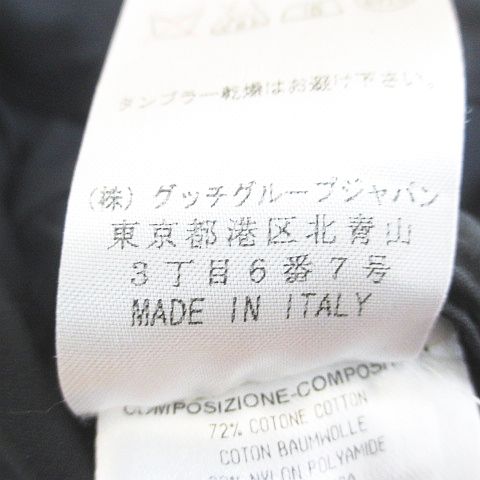 タンブラー乾燥はお避け下さい。
(株) グッチグループジャパン
東京都港区北青山
3丁目6番7号
MADE IN ITALY
COMPOSIZIONE-COMPOSIT
72% COTONE COTTON
COTON BAUMWOLLE
NYLON POLYAMIDE